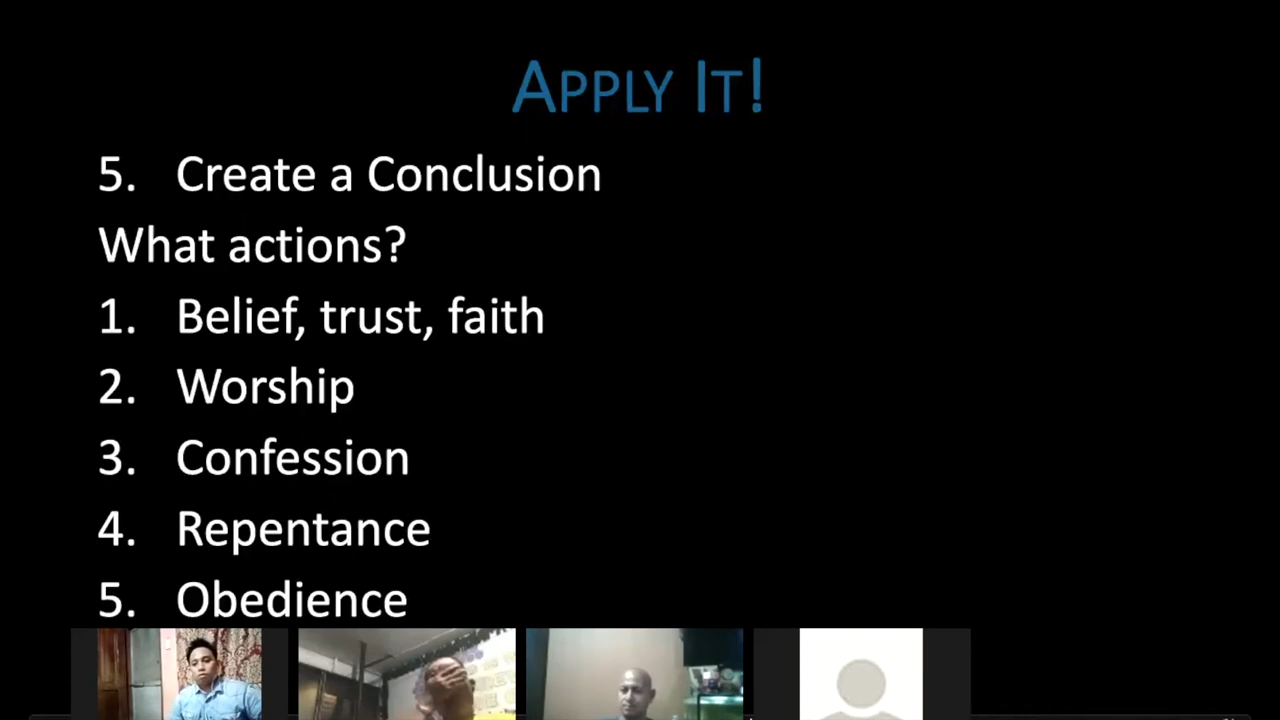 APPLY IT!
5. Create a Conclusion
What actions?
1. Belief, trust, faith
2. Worship
3. Confession
4. Repentance
5. Obedience